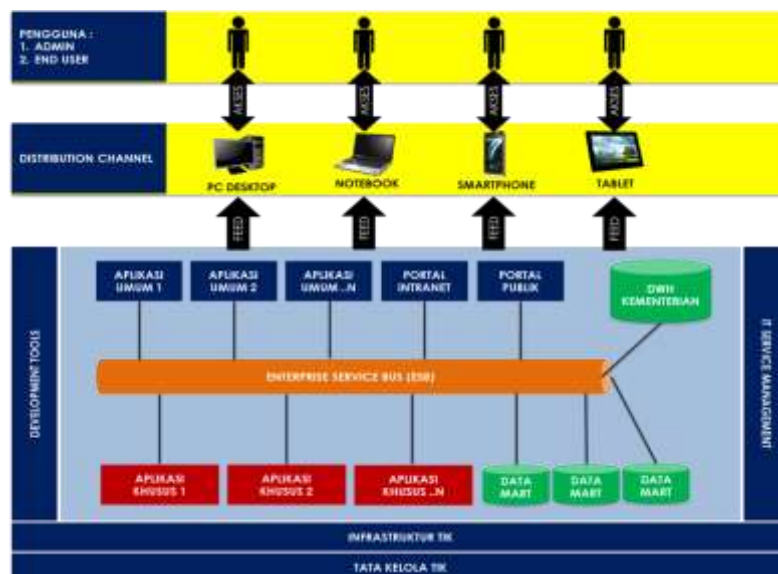 PENGGUNA :
1. ADMIN
2. END USER
AKSES
AKSES
AKSES
AKSES
DISTRIBUTION CHANNEL
PC DESKTOP
NOTEBOOK
SMARTPHONE
TABLET
FEED
FEED
FEED
FEED
DEVELOPMENT TOOLS
APLIKASI
UMUM 1
APLIKASI
UMUM 2
APLIKASI
UMUM ..N
PORTAL
INTRANET
PORTAL
PUBLIK
DWH
KEMENTERIAN
IT SERVICE MANAGEMENT
ENTERPRISE SERVICE BUS (ESB)
APLIKASI
KHUSUS 1
APLIKASI
KHUSUS 2
APLIKASI
KHUSUS ..N
DATA
MART
DATA
MART
DATA
MART
INFRASTRUKTUR TIK
TATA KELOLA TIK